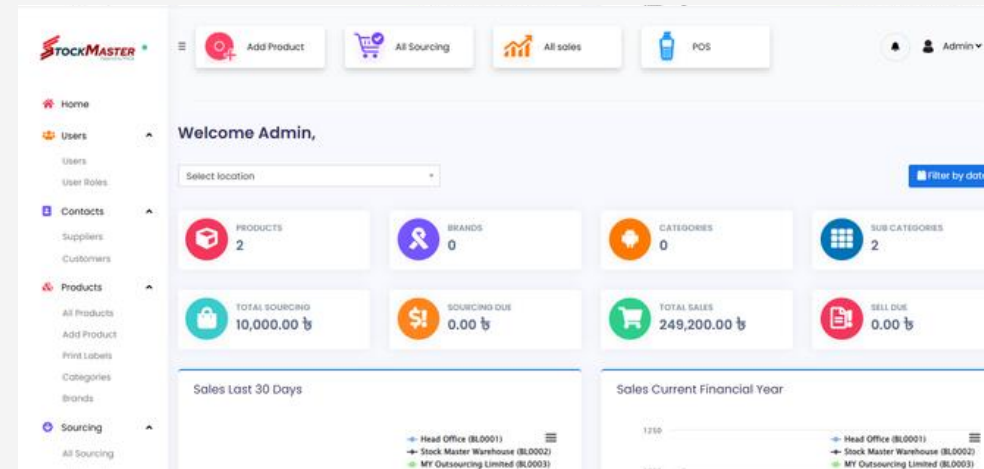 STOCKMASTER
Add Product
All Sourcing
All sales
POS
Admin
Home
Users
Users
User Roles
Contacts
Suppliers
Customers
Products
All Products
Add Product
Print Labels
Categories
Brands
Sourcing
All Sourcing
Welcome Admin,
Select location
Filter by date
PRODUCTS
2
BRANDS
0
CATEGORIES
0
SUB CATEGORIES
2
TOTAL SOURCING
10,000.00 ৳
SOURCING DUE
0.00 ৳
TOTAL SALES
249,200.00 ৳
SELL DUE
0.00 ৳
Sales Last 30 Days
Head Office (BL0001)
Stock Master Warehouse (BL0002)
MY Outsourcing Limited (BL0003)
Sales Current Financial Year
1250
Head Office (BL0001)
Stock Master Warehouse (BL0002)
MY Outsourcing Limited (BL0003)